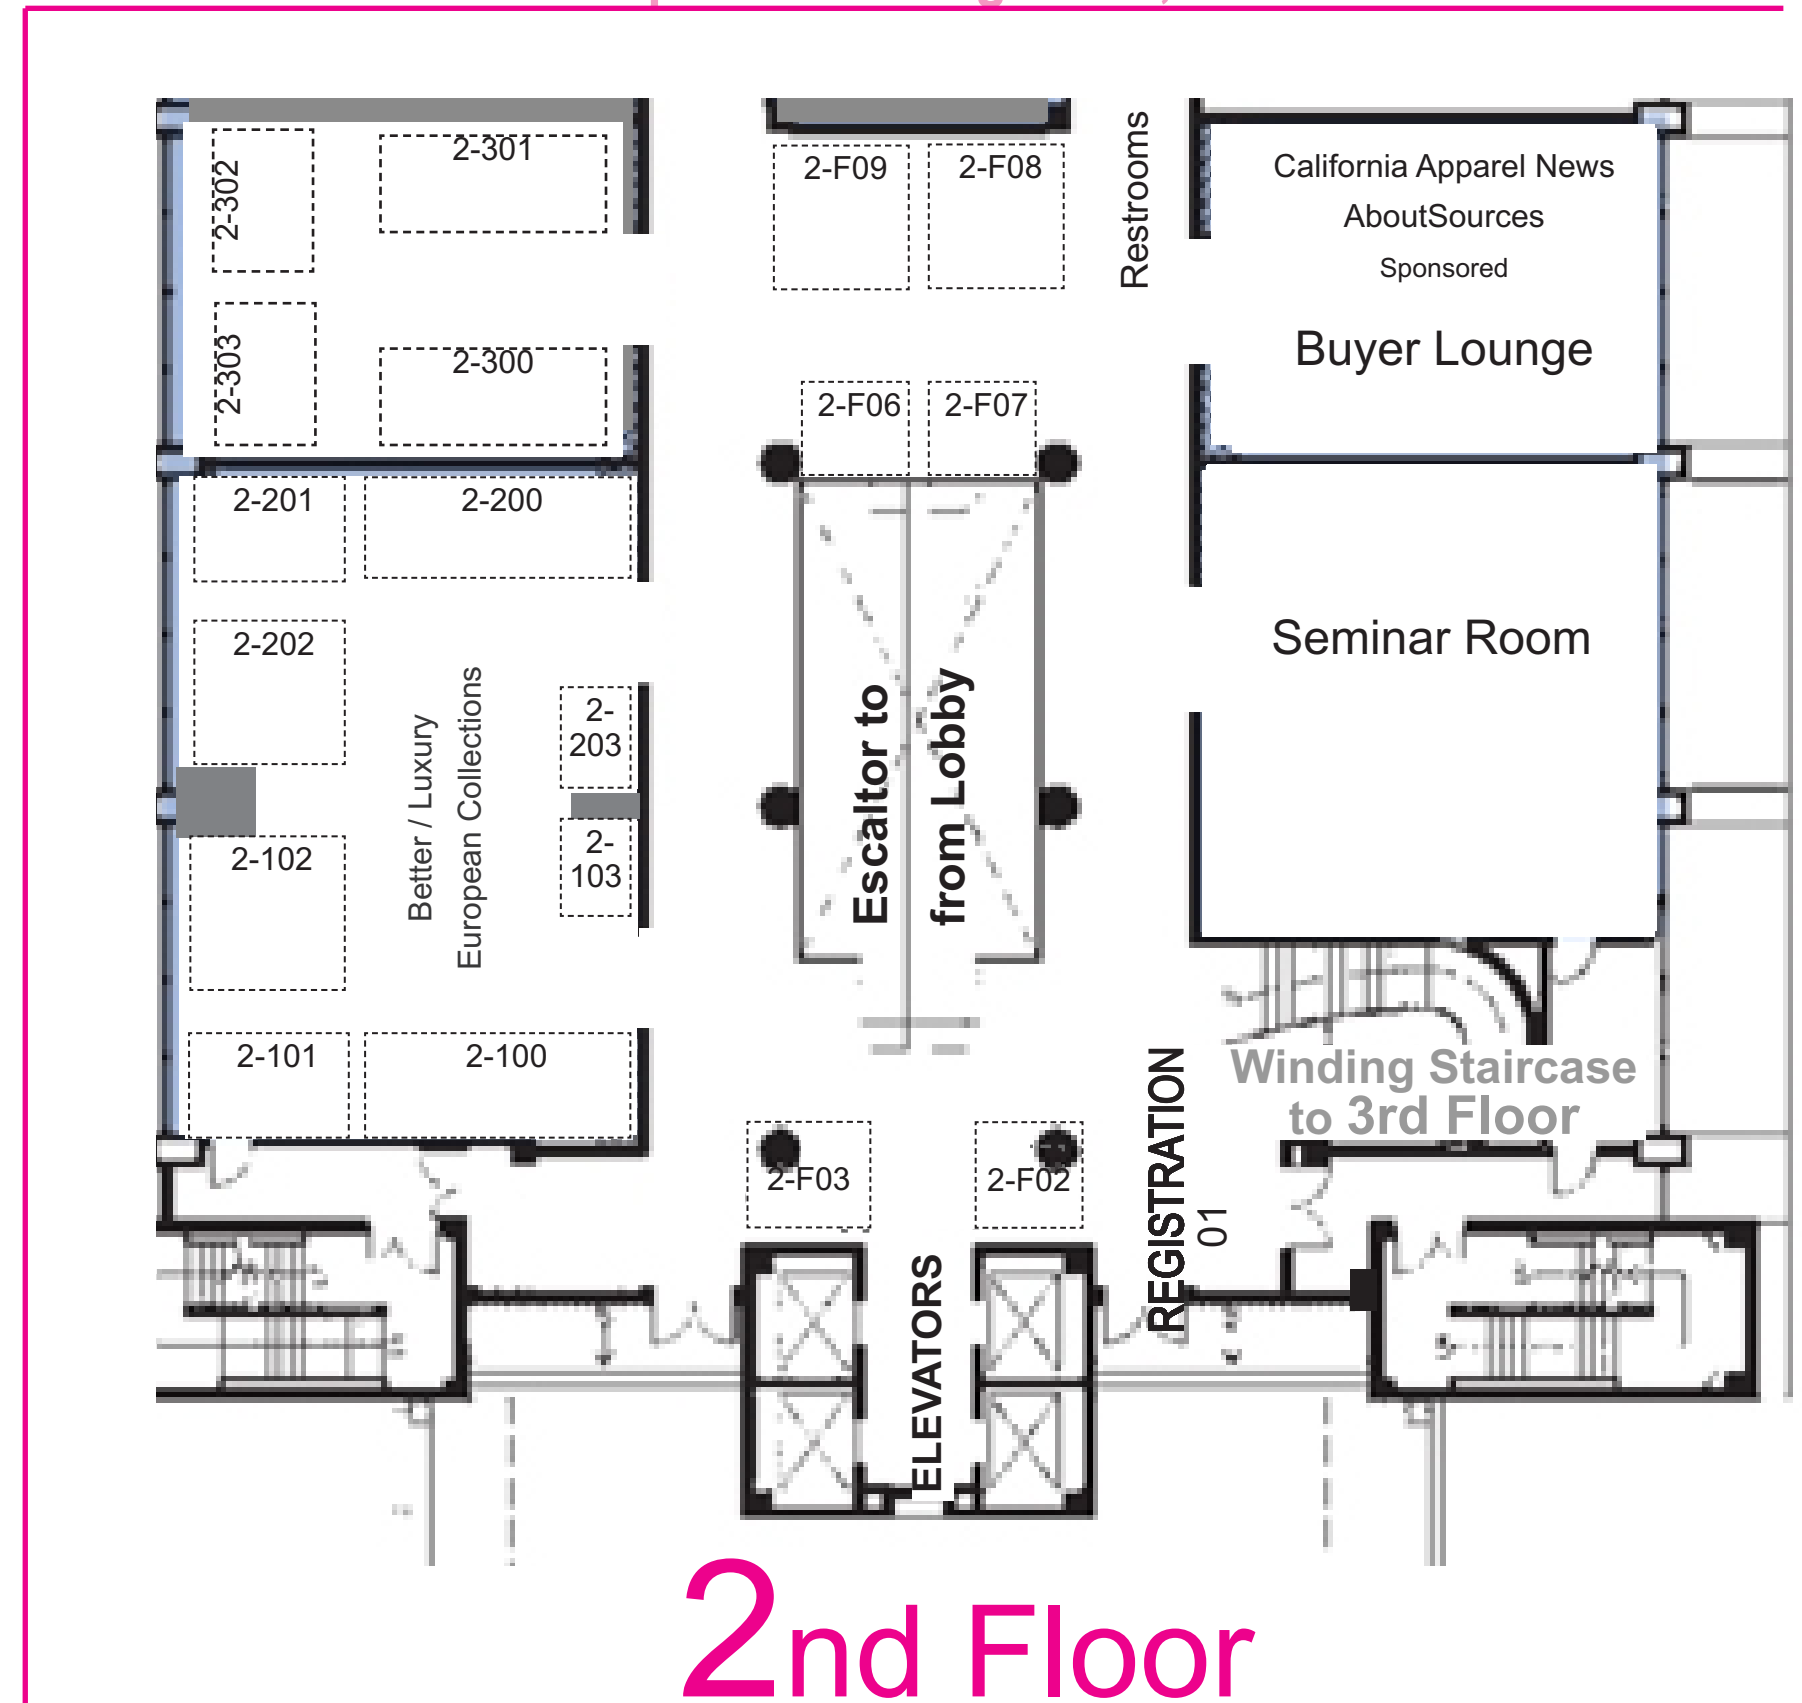 2-302
2-301
2-F09
2-F08
Restrooms
California Apparel News
AboutSources
Sponsored
Buyer Lounge
2-303
2-300
2-F06
2-F07
2-201
2-200
2-202
Better / Luxury
European Collections
2-
203
2-
103
2-102
Escaltor to
from Lobby
Seminar Room
2-101
2-100
Winding Staircase
to 3rd Floor
2-F03
2-F02
REGISTRATION
01
ELEVATORS
2nd Floor